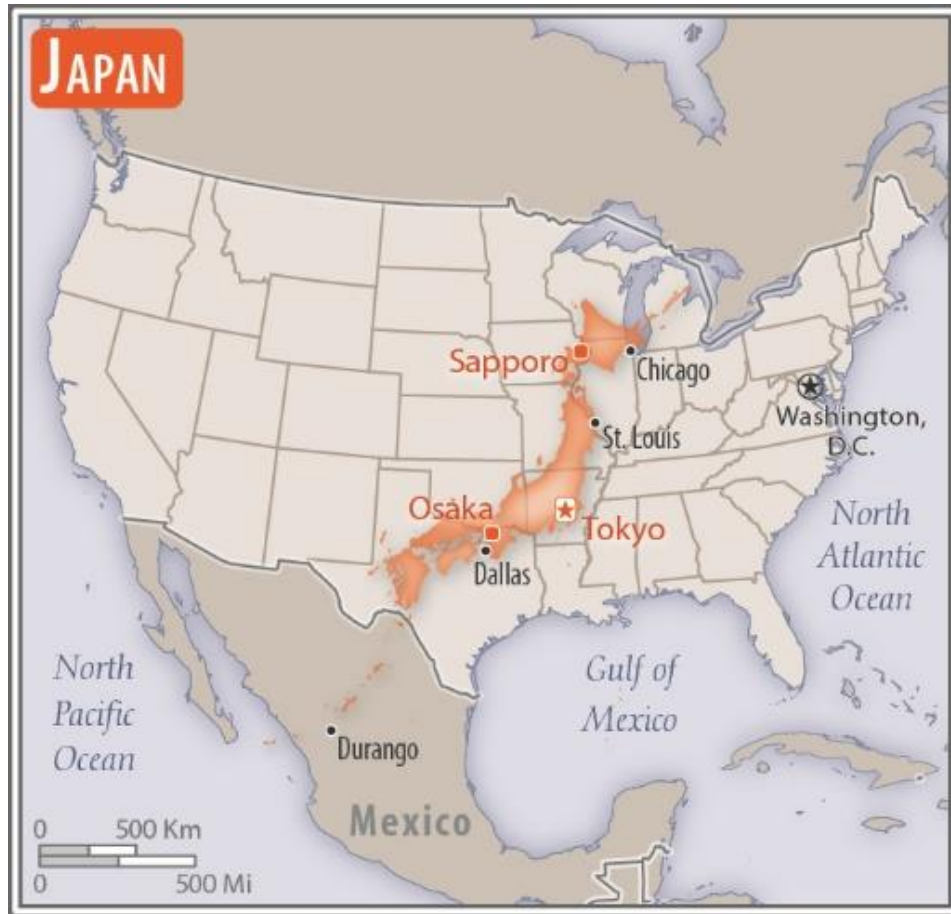 JAPAN
Sapporo
Chicago
Washington,
D.C.
St. Louis
Osaka
Tokyo
Dallas
North
Atlantic
Ocean
North
Pacific
Ocean
Gulf of
Mexico
Durango
Mexico
0 500 Km
0 500 Mi